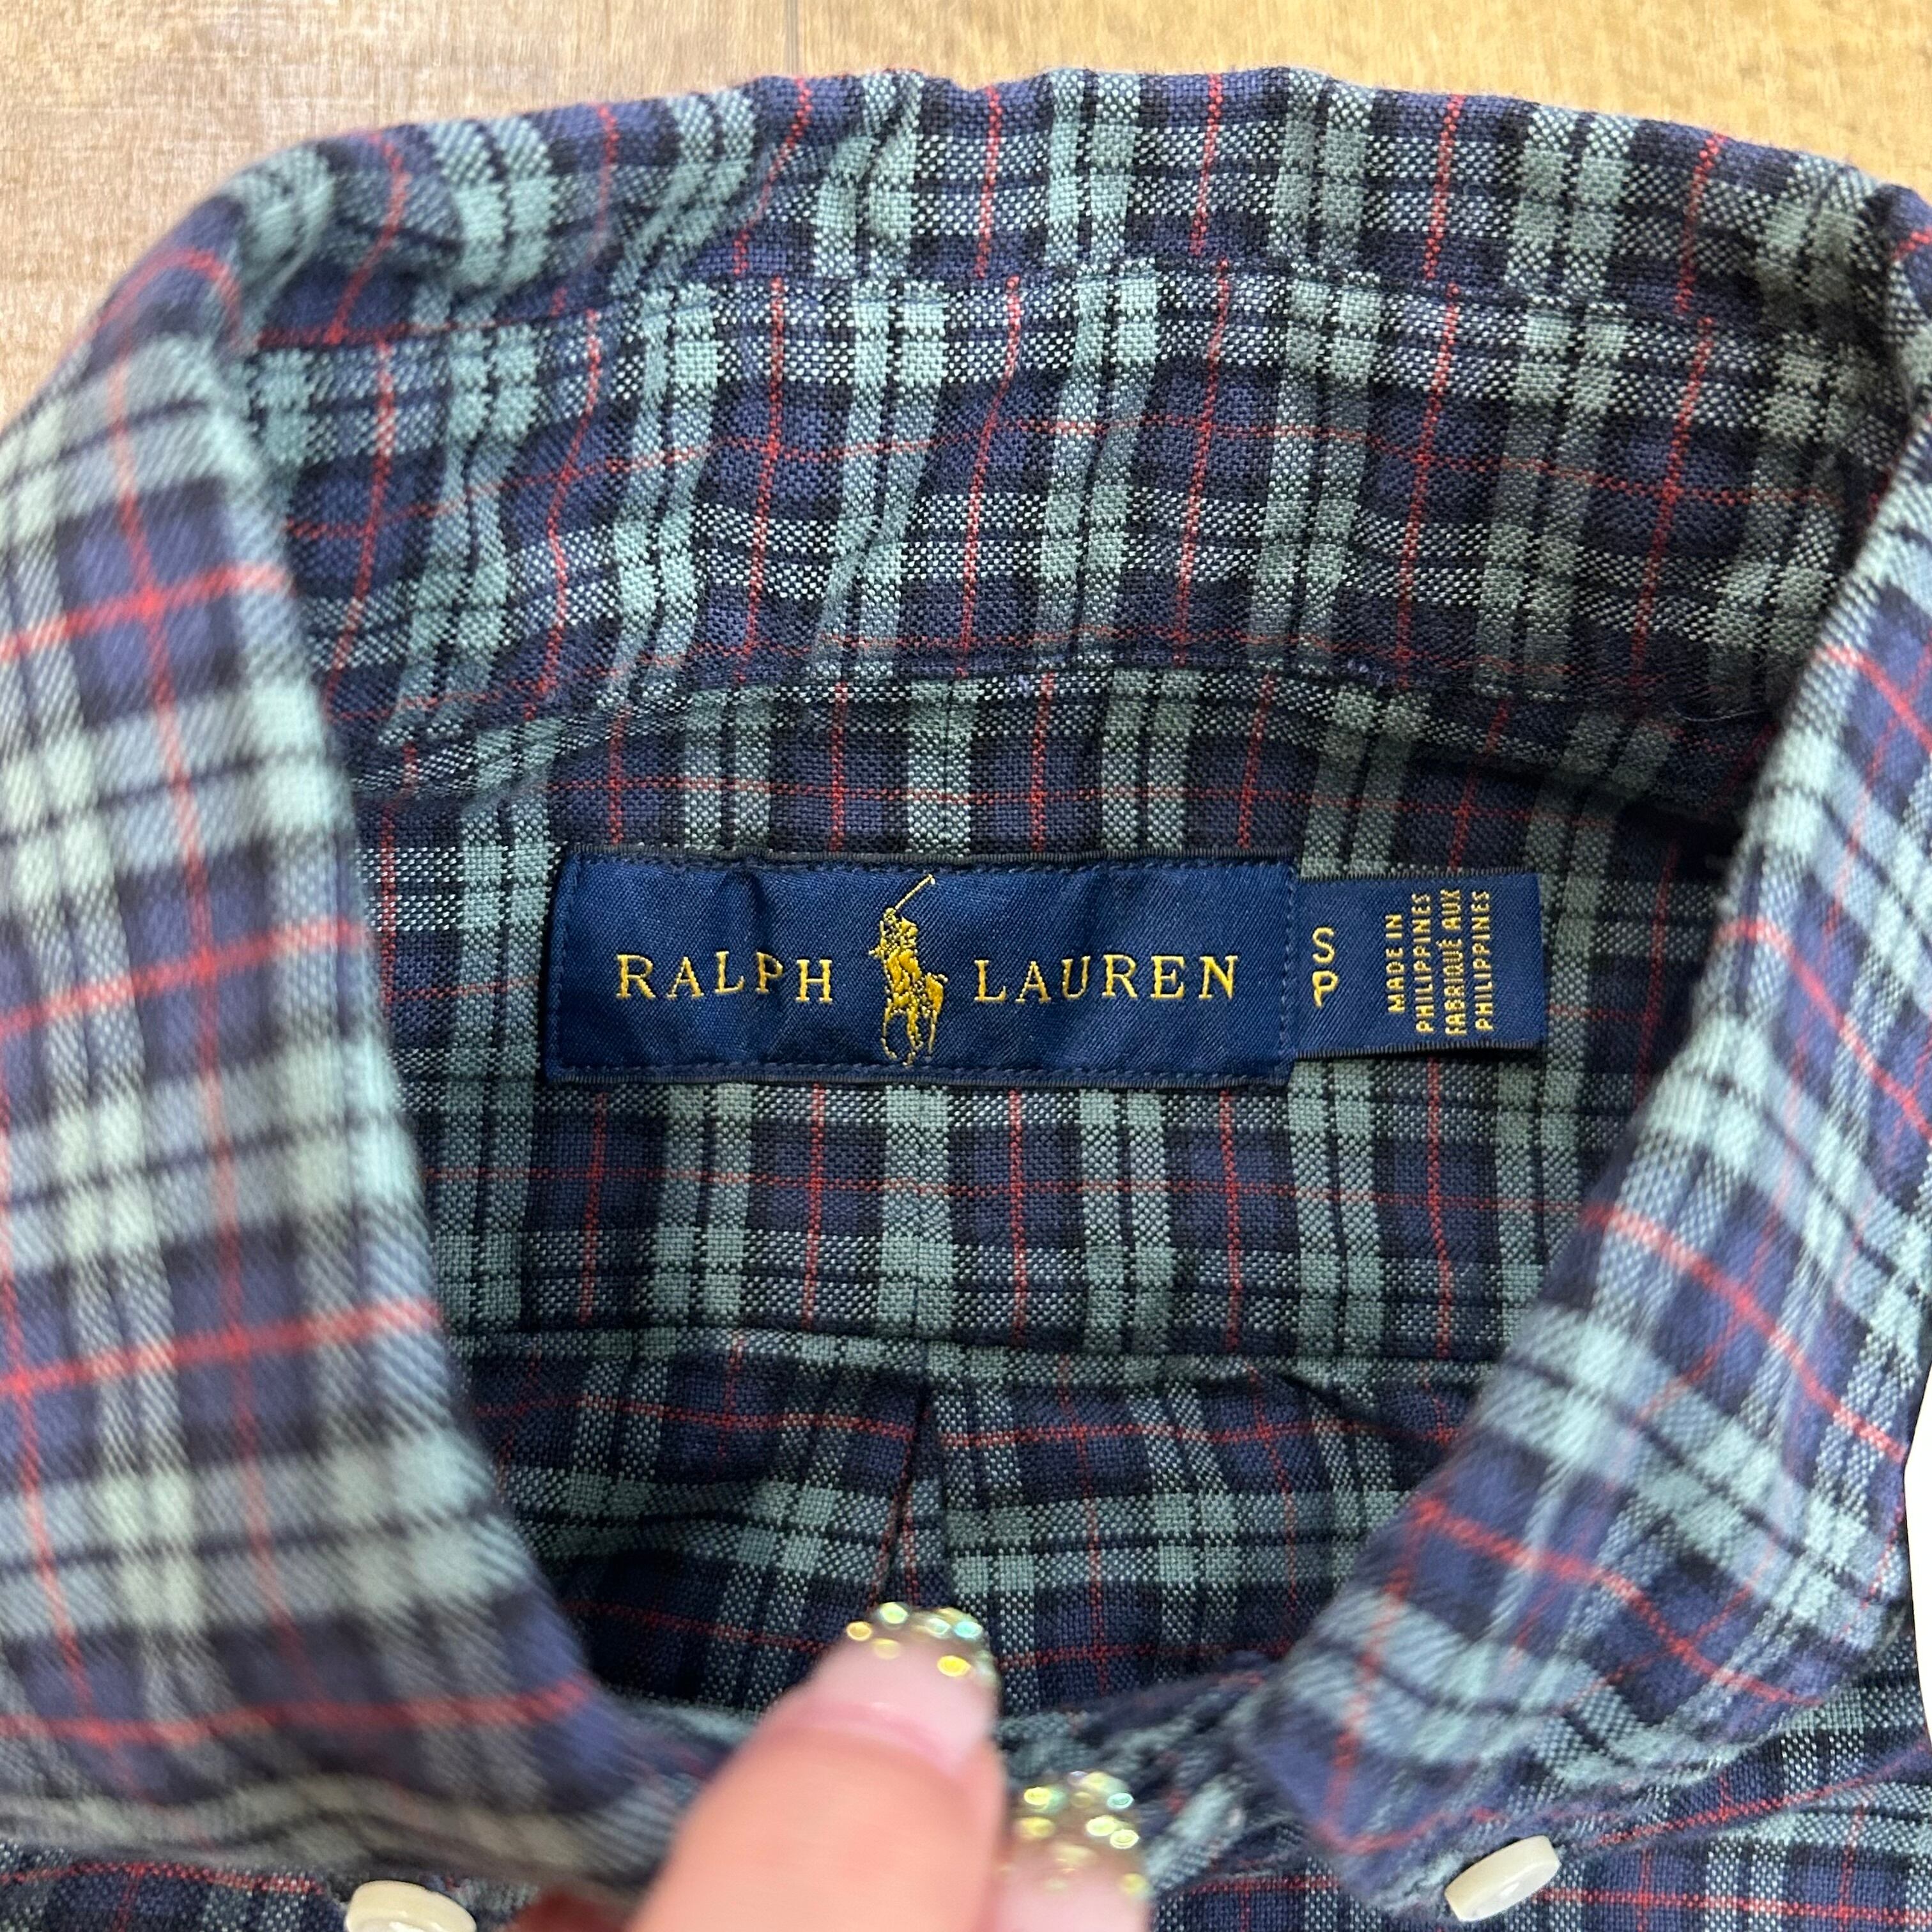 RALPH LAUREN
S
P
MADE IN
PHILIPPINES
FABRIQUÉ AUX
PHILIPPINES